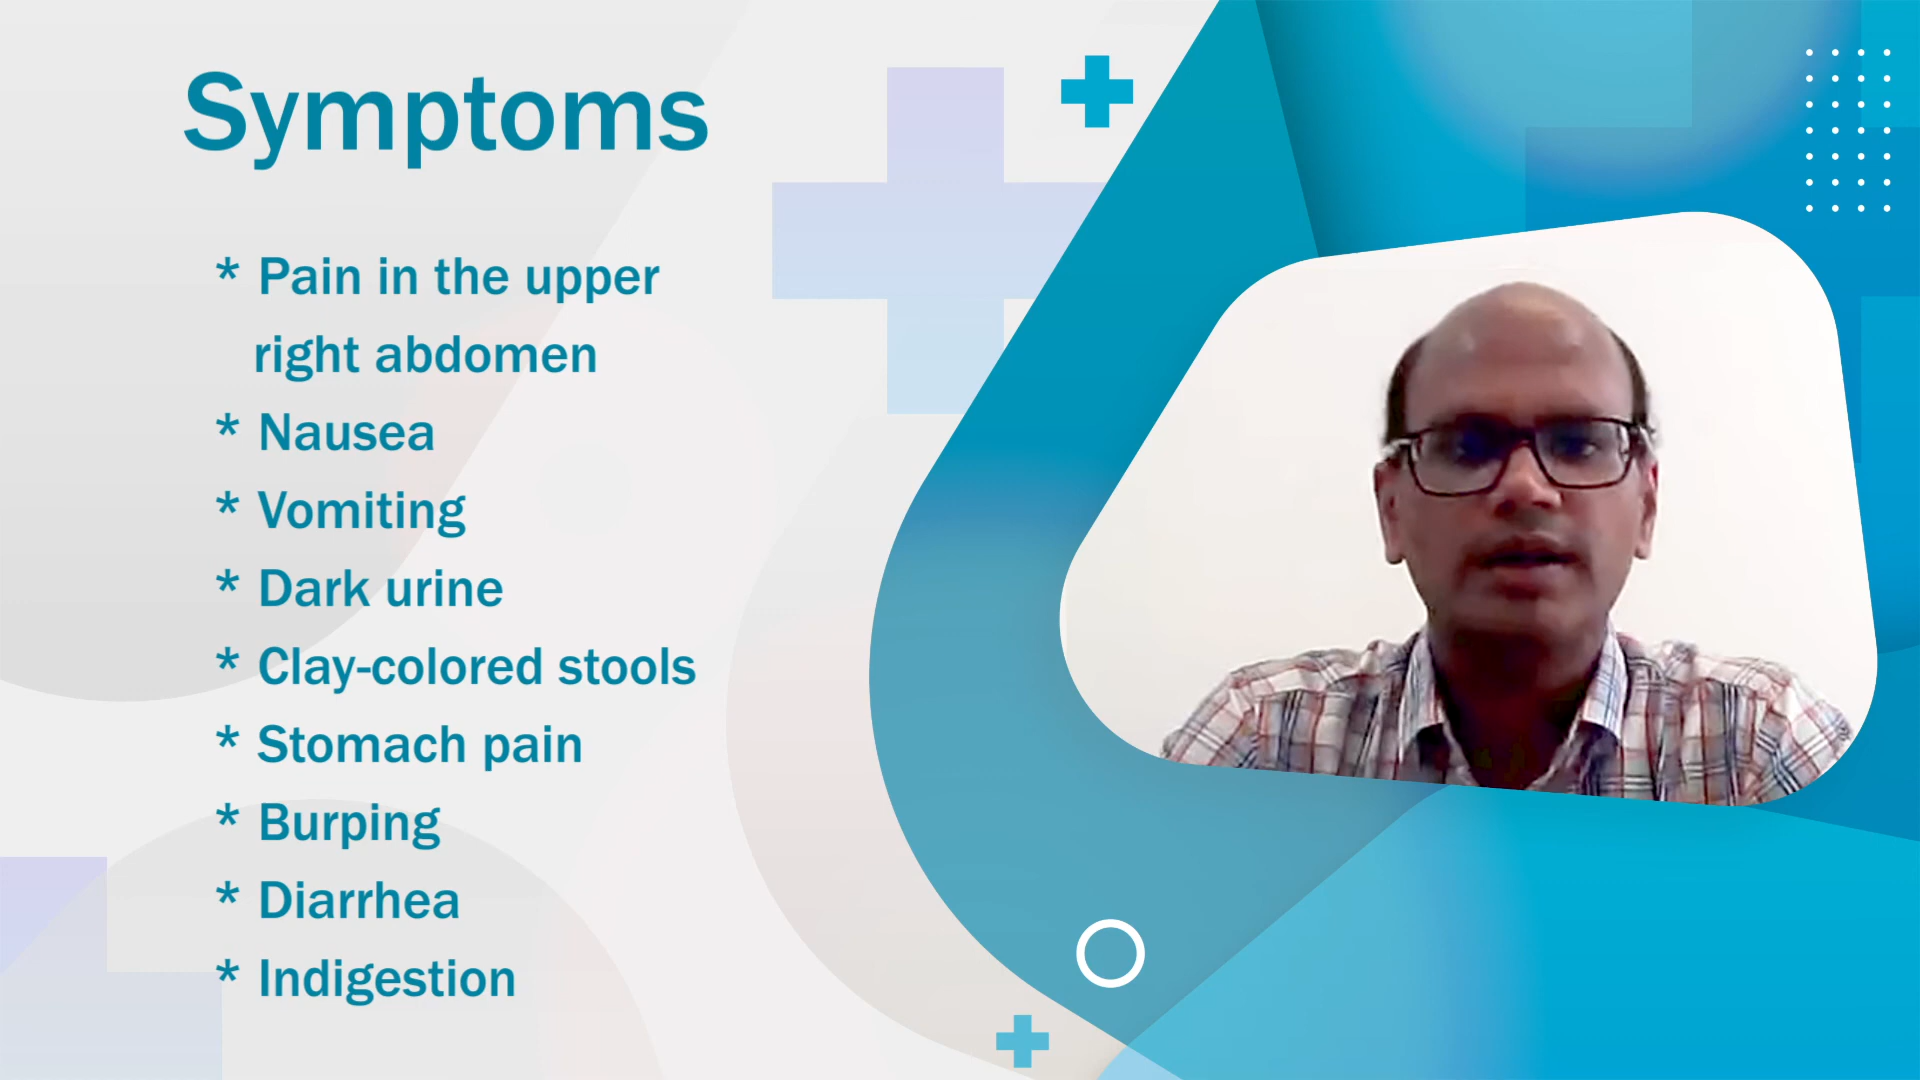 Symptoms
* Pain in the upper
right abdomen
* Nausea
* Vomiting
* Dark urine
* Clay-colored stools
* Stomach pain
* Burping
* Diarrhea
* Indigestion